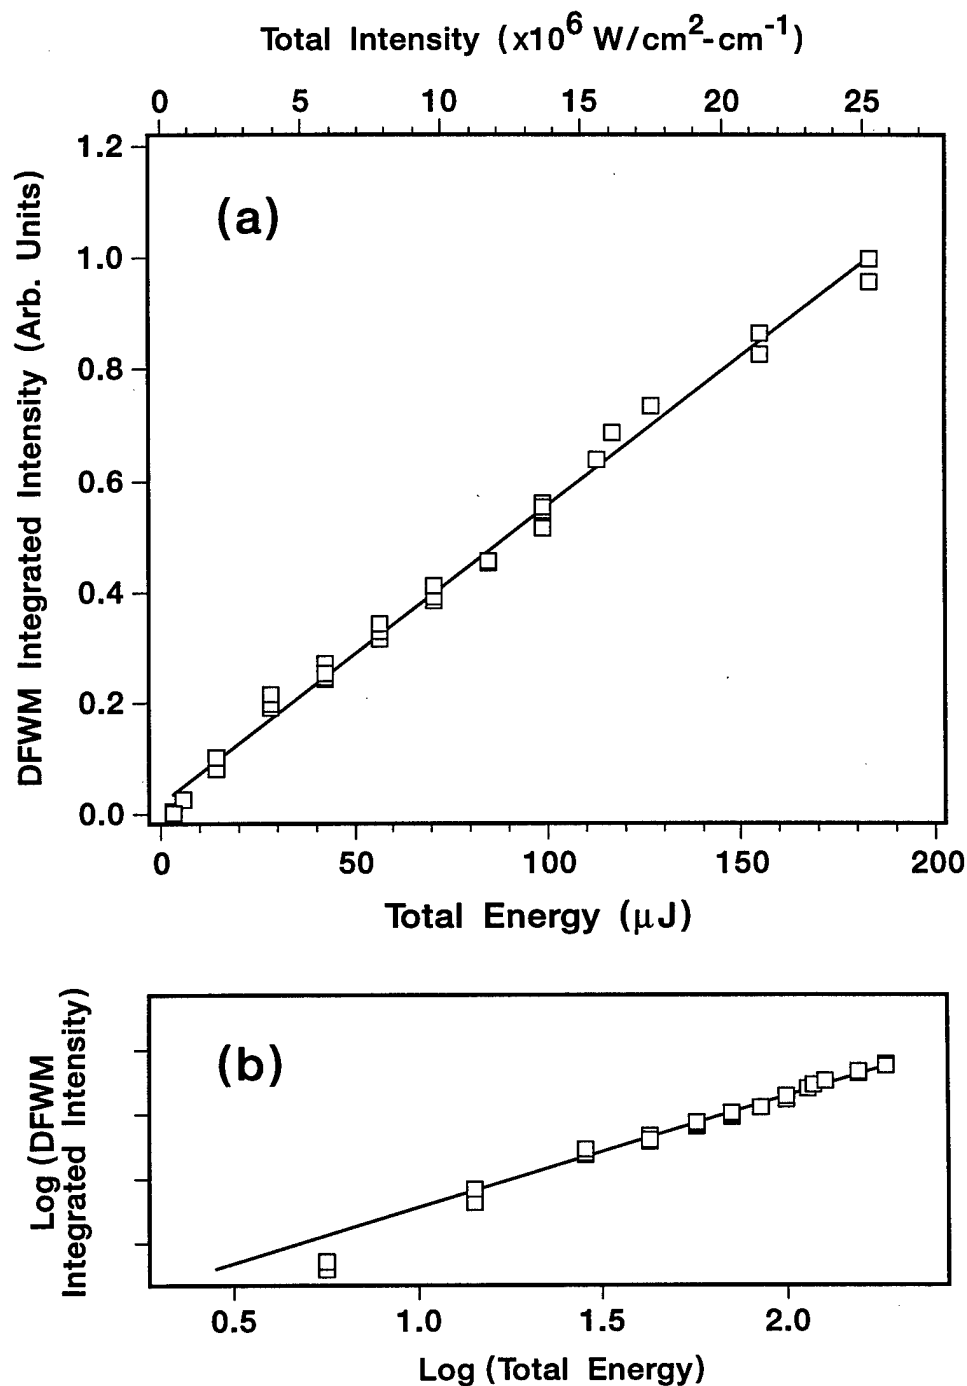 Total Intensity (x10⁶ W/cm²-cm⁻¹)
0 5 10 15 20 25
DFWM Integrated Intensity (Arb. Units)
1.2
(a)
1.0
0.8
0.6
0.4
0.2
0.0
0 50 100 150 200
Total Energy (μJ)
Log (DFWM
Integrated Intensity)
(b)
0.5 1.0 1.5 2.0
Log (Total Energy)